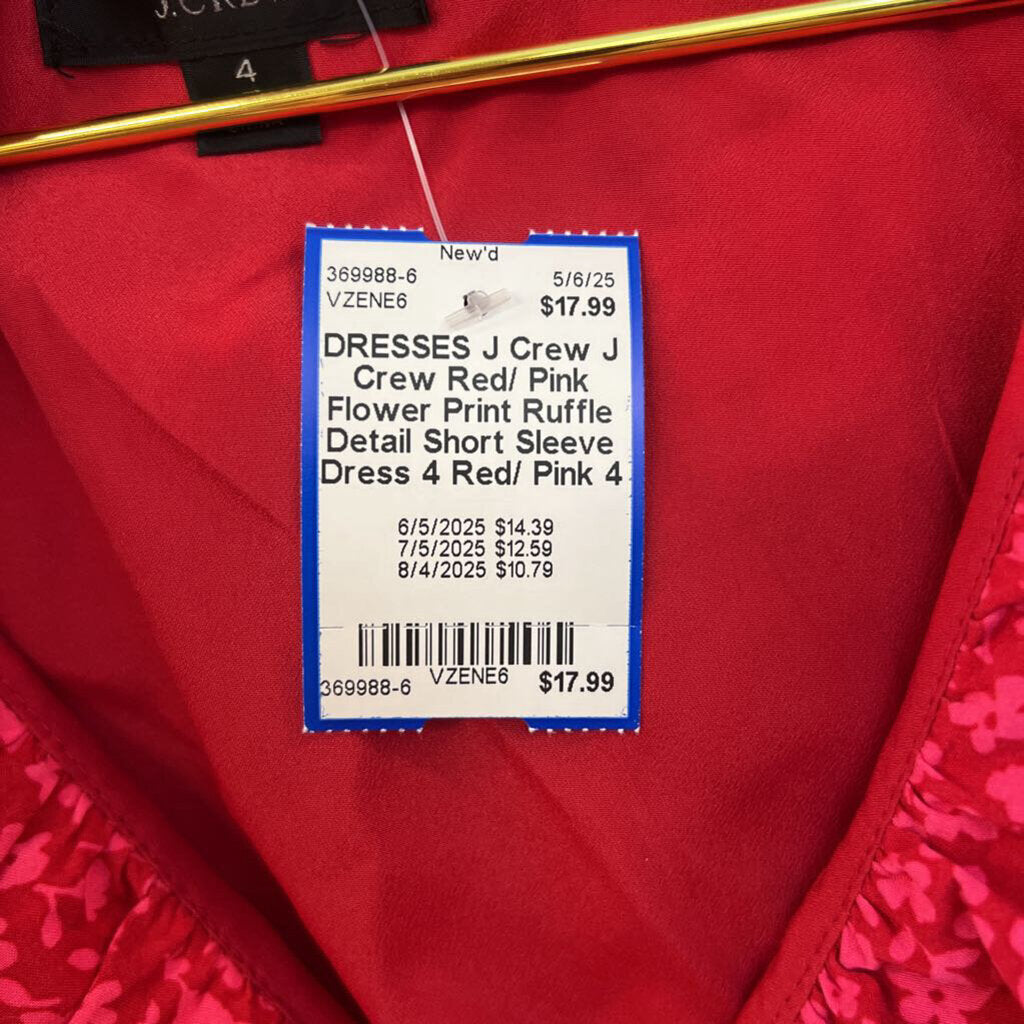 J.CREW
4
New'd
369988-6 5/6/25
VZENE6 $17.99
DRESSES J Crew J
Crew Red/ Pink
Flower Print Ruffle
Detail Short Sleeve
Dress 4 Red/ Pink 4
6/5/2025 $14.39
7/5/2025 $12.59
8/4/2025 $10.79
VZENE6
369988-6 $17.99